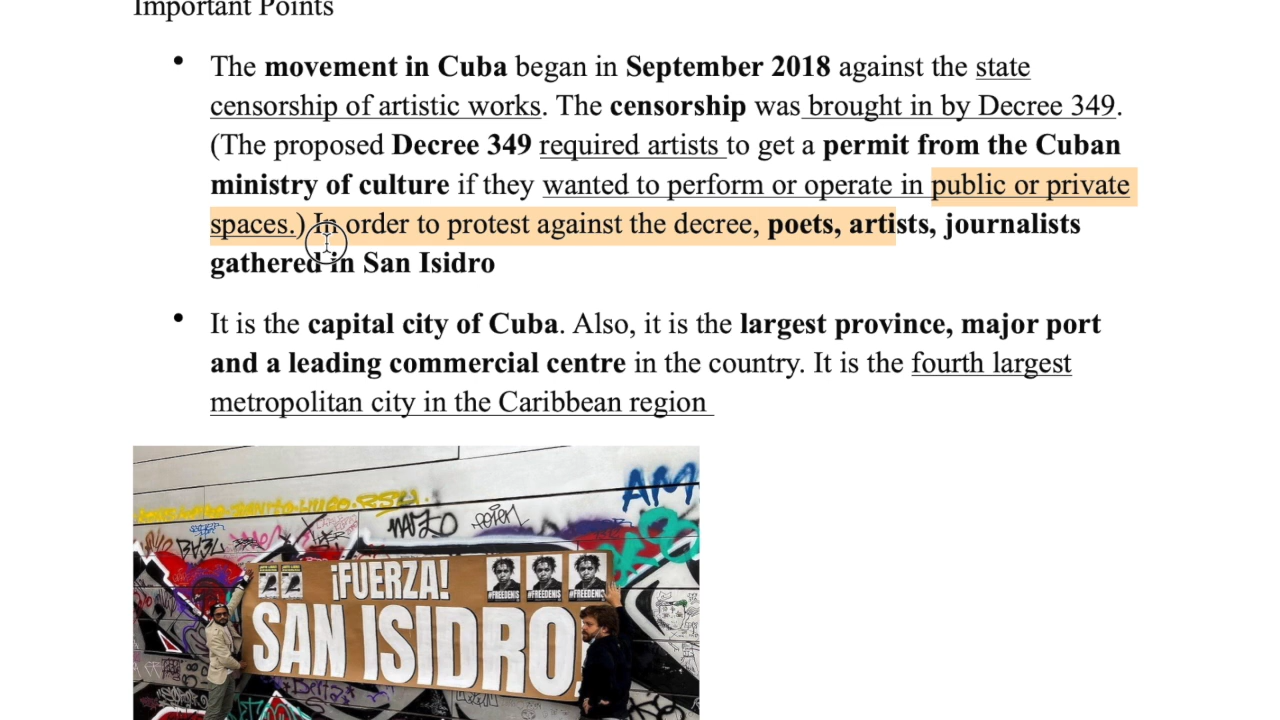 Important Points
• The movement in Cuba began in September 2018 against the state
censorship of artistic works. The censorship was brought in by Decree 349.
(The proposed Decree 349 required artists to get a permit from the Cuban
ministry of culture if they wanted to perform or operate in public or private
spaces.) In order to protest against the decree, poets, artists, journalists
gathered in San Isidro
• It is the capital city of Cuba. Also, it is the largest province, major port
and a leading commercial centre in the country. It is the fourth largest
metropolitan city in the Caribbean region
AM
¡FUERZA!
#FREEDENIS #FREEDENIS #FREEDENIS
SAN ISIDRO